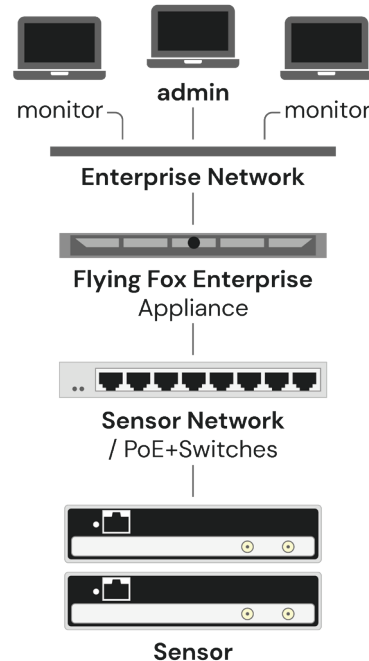 admin
monitor
monitor
Enterprise Network
Flying Fox Enterprise
Appliance
Sensor Network
/ PoE+Switches
Sensor